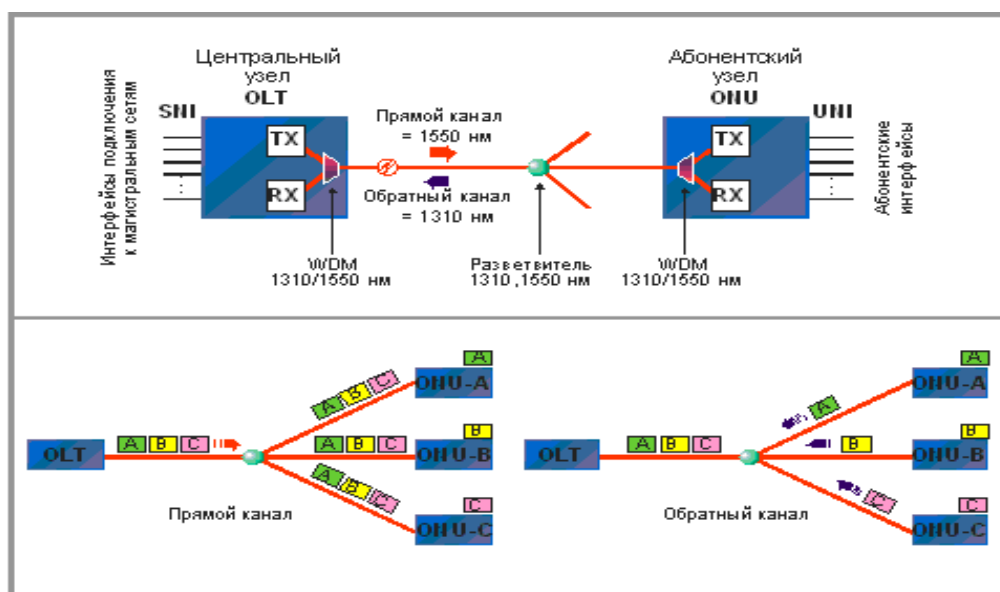 Центральный
узел
OLT
Абонентский
узел
ONU
Интерфейсы подключения
к магистральным сетям
SNI
TX
RX
Прямой канал
= 1550 нм
Обратный канал
= 1310 нм
TX
RX
UNI
Абонентские
интерфейсы
WDM
1310/1550 нм
Разветвитель
1310,1550 нм
WDM
1310/1550 нм
OLT
A B C
A B C
A B C
A B C
A
ONU-A
B
ONU-B
C
ONU-C
Прямой канал
OLT
A B C
A
B
C
A
ONU-A
B
ONU-B
C
ONU-C
Обратный канал